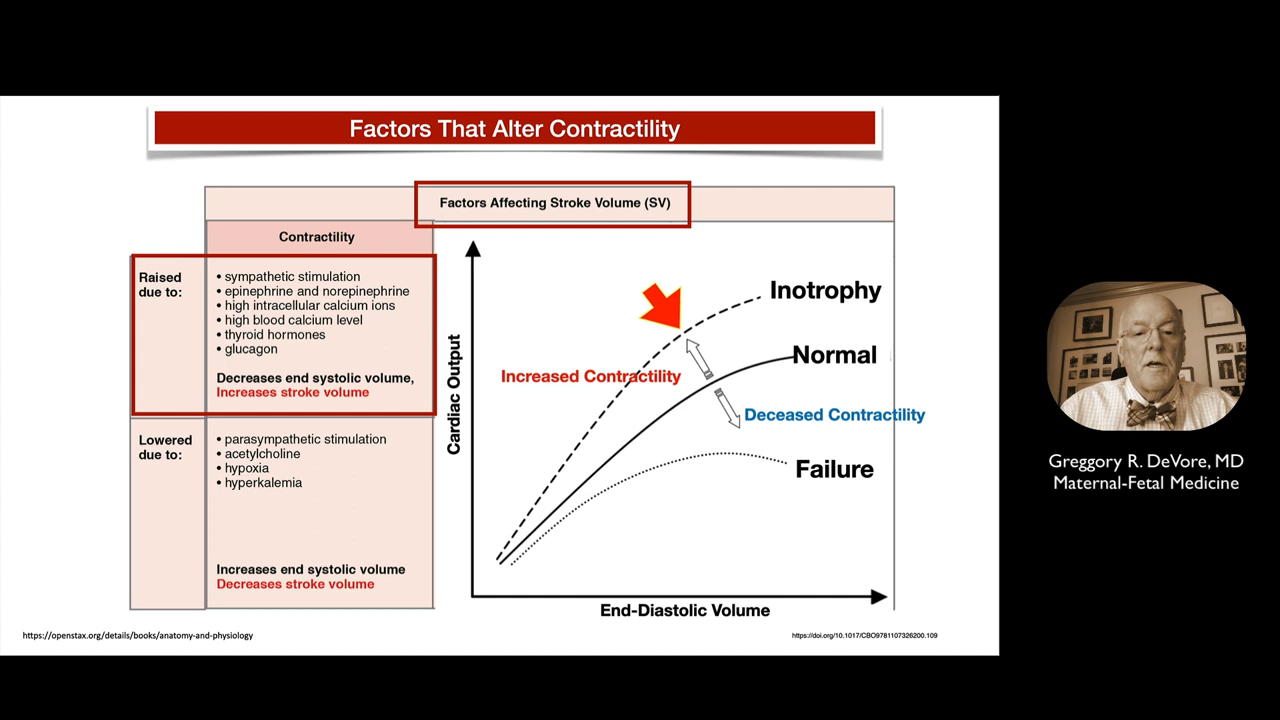 Factors That Alter Contractility
Factors Affecting Stroke Volume (SV)
Contractility
Raised
due to:
• sympathetic stimulation
• epinephrine and norepinephrine
• high intracellular calcium ions
• high blood calcium level
• thyroid hormones
• glucagon
Decreases end systolic volume,
Increases stroke volume
Lowered
due to:
• parasympathetic stimulation
• acetylcholine
• hypoxia
• hyperkalemia
Increases end systolic volume
Decreases stroke volume
Cardiac Output
Inotrophy
Normal
Increased Contractility
Deceased Contractility
Failure
End-Diastolic Volume
https://openstax.org/details/books/anatomy-and-physiology
https://doi.org/10.1017/CBO9781107326200.109
Greggory R. DeVore, MD
Maternal-Fetal Medicine